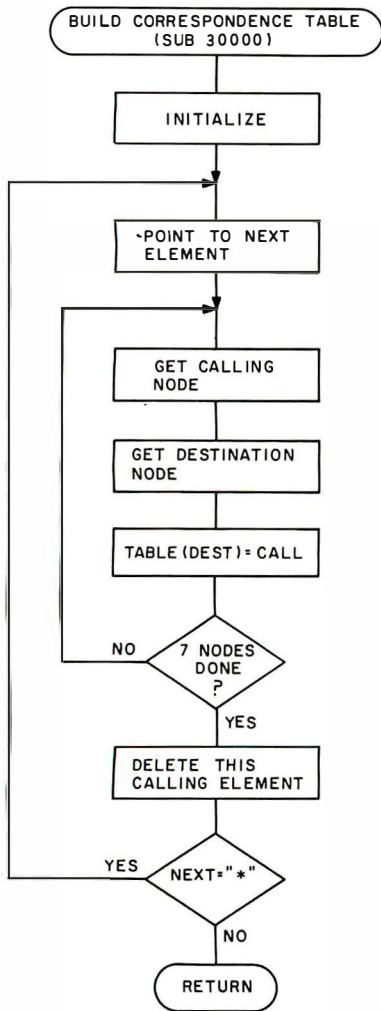 BUILD CORRESPONDENCE TABLE
(SUB 30000)
INITIALIZE
POINT TO NEXT
ELEMENT
GET CALLING
NODE
GET DESTINATION
NODE
TABLE (DEST) = CALL
NO
7 NODES
DONE
?
YES
DELETE THIS
CALLING ELEMENT
YES
NEXT="*"
NO
RETURN